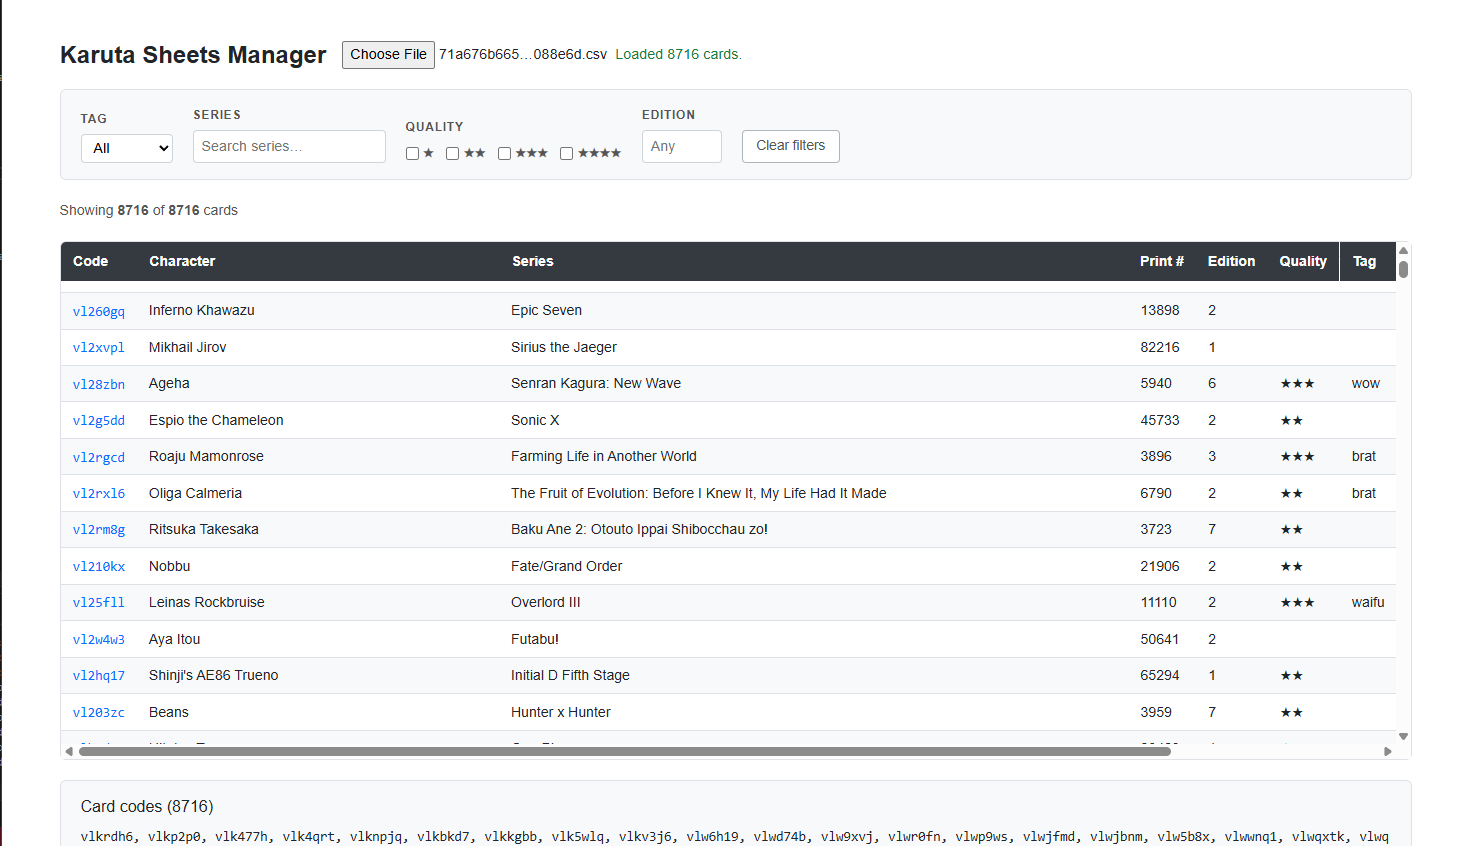 Karuta Sheets Manager Choose File 71a676b665…088e6d.csv Loaded 8716 cards.
TAG SERIES QUALITY EDITION
All Search series… ★ ★★ ★★★ ★★★★ Any Clear filters
Showing 8716 of 8716 cards
Code Character Series Print # Edition Quality Tag
vl260gq Inferno Khawazu Epic Seven 13898 2
vl2xvpl Mikhail Jirov Sirius the Jaeger 82216 1
vl28zbn Ageha Senran Kagura: New Wave 5940 6 ★★★ wow
vl2g5dd Espio the Chameleon Sonic X 45733 2 ★★
vl2rgcd Roaju Mamonrose Farming Life in Another World 3896 3 ★★★ brat
vl2rxl6 Oliga Calmeria The Fruit of Evolution: Before I Knew It, My Life Had It Made 6790 2 ★★ brat
vl2rm8g Ritsuka Takesaka Baku Ane 2: Otouto Ippai Shibocchau zo! 3723 7 ★★
vl210kx Nobbu Fate/Grand Order 21906 2 ★★
vl25fll Leinas Rockbruise Overlord III 11110 2 ★★★ waifu
vl2w4w3 Aya Itou Futabu! 50641 2
vl2hq17 Shinji's AE86 Trueno Initial D Fifth Stage 65294 1 ★★
vl203zc Beans Hunter x Hunter 3959 7 ★★
Card codes (8716)
vlkrdh6, vlkp2p0, vlk477h, vlk4qrt, vlknpjq, vlkbkd7, vlkkgbb, vlk5wlq, vlkv3j6, vlw6h19, vlwd74b, vlw9xvj, vlwr0fn, vlwp9ws, vlwjfmd, vlwjbnm, vlw5b8x, vlwwnq1, vlwqxtk, vlwq